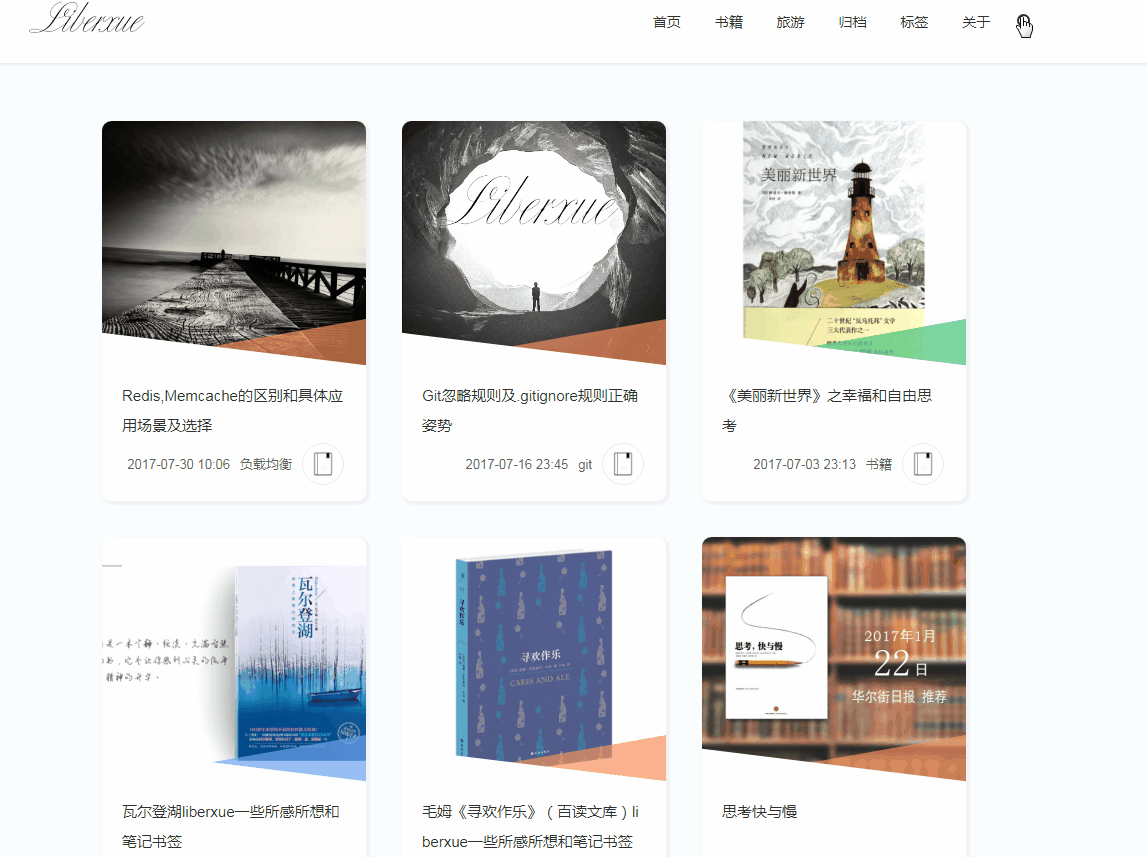 Liberxue
首页 书籍 旅游 归档 标签 关于
Liberxue
BRAVE
NEW WORLD
美丽新世界
二十世纪“反乌托邦”文学
三大代表作之一
Redis,Memcache的区别和具体应
用场景及选择
2017-07-30 10:06 负载均衡
Git忽略规则及.gitignore规则正确
姿势
2017-07-16 23:45 git
《美丽新世界》之幸福和自由思
考
2017-07-03 23:13 书籍
瓦尔登湖
寻欢作乐
寻欢作乐
CAKES AND ALE
思考，快与慢
2017年1月
22日
华尔街日报 推荐
瓦尔登湖liberxue一些所感所想和
笔记书签
毛姆《寻欢作乐》（百读文库）li
berxue一些所感所想和笔记书签
思考快与慢